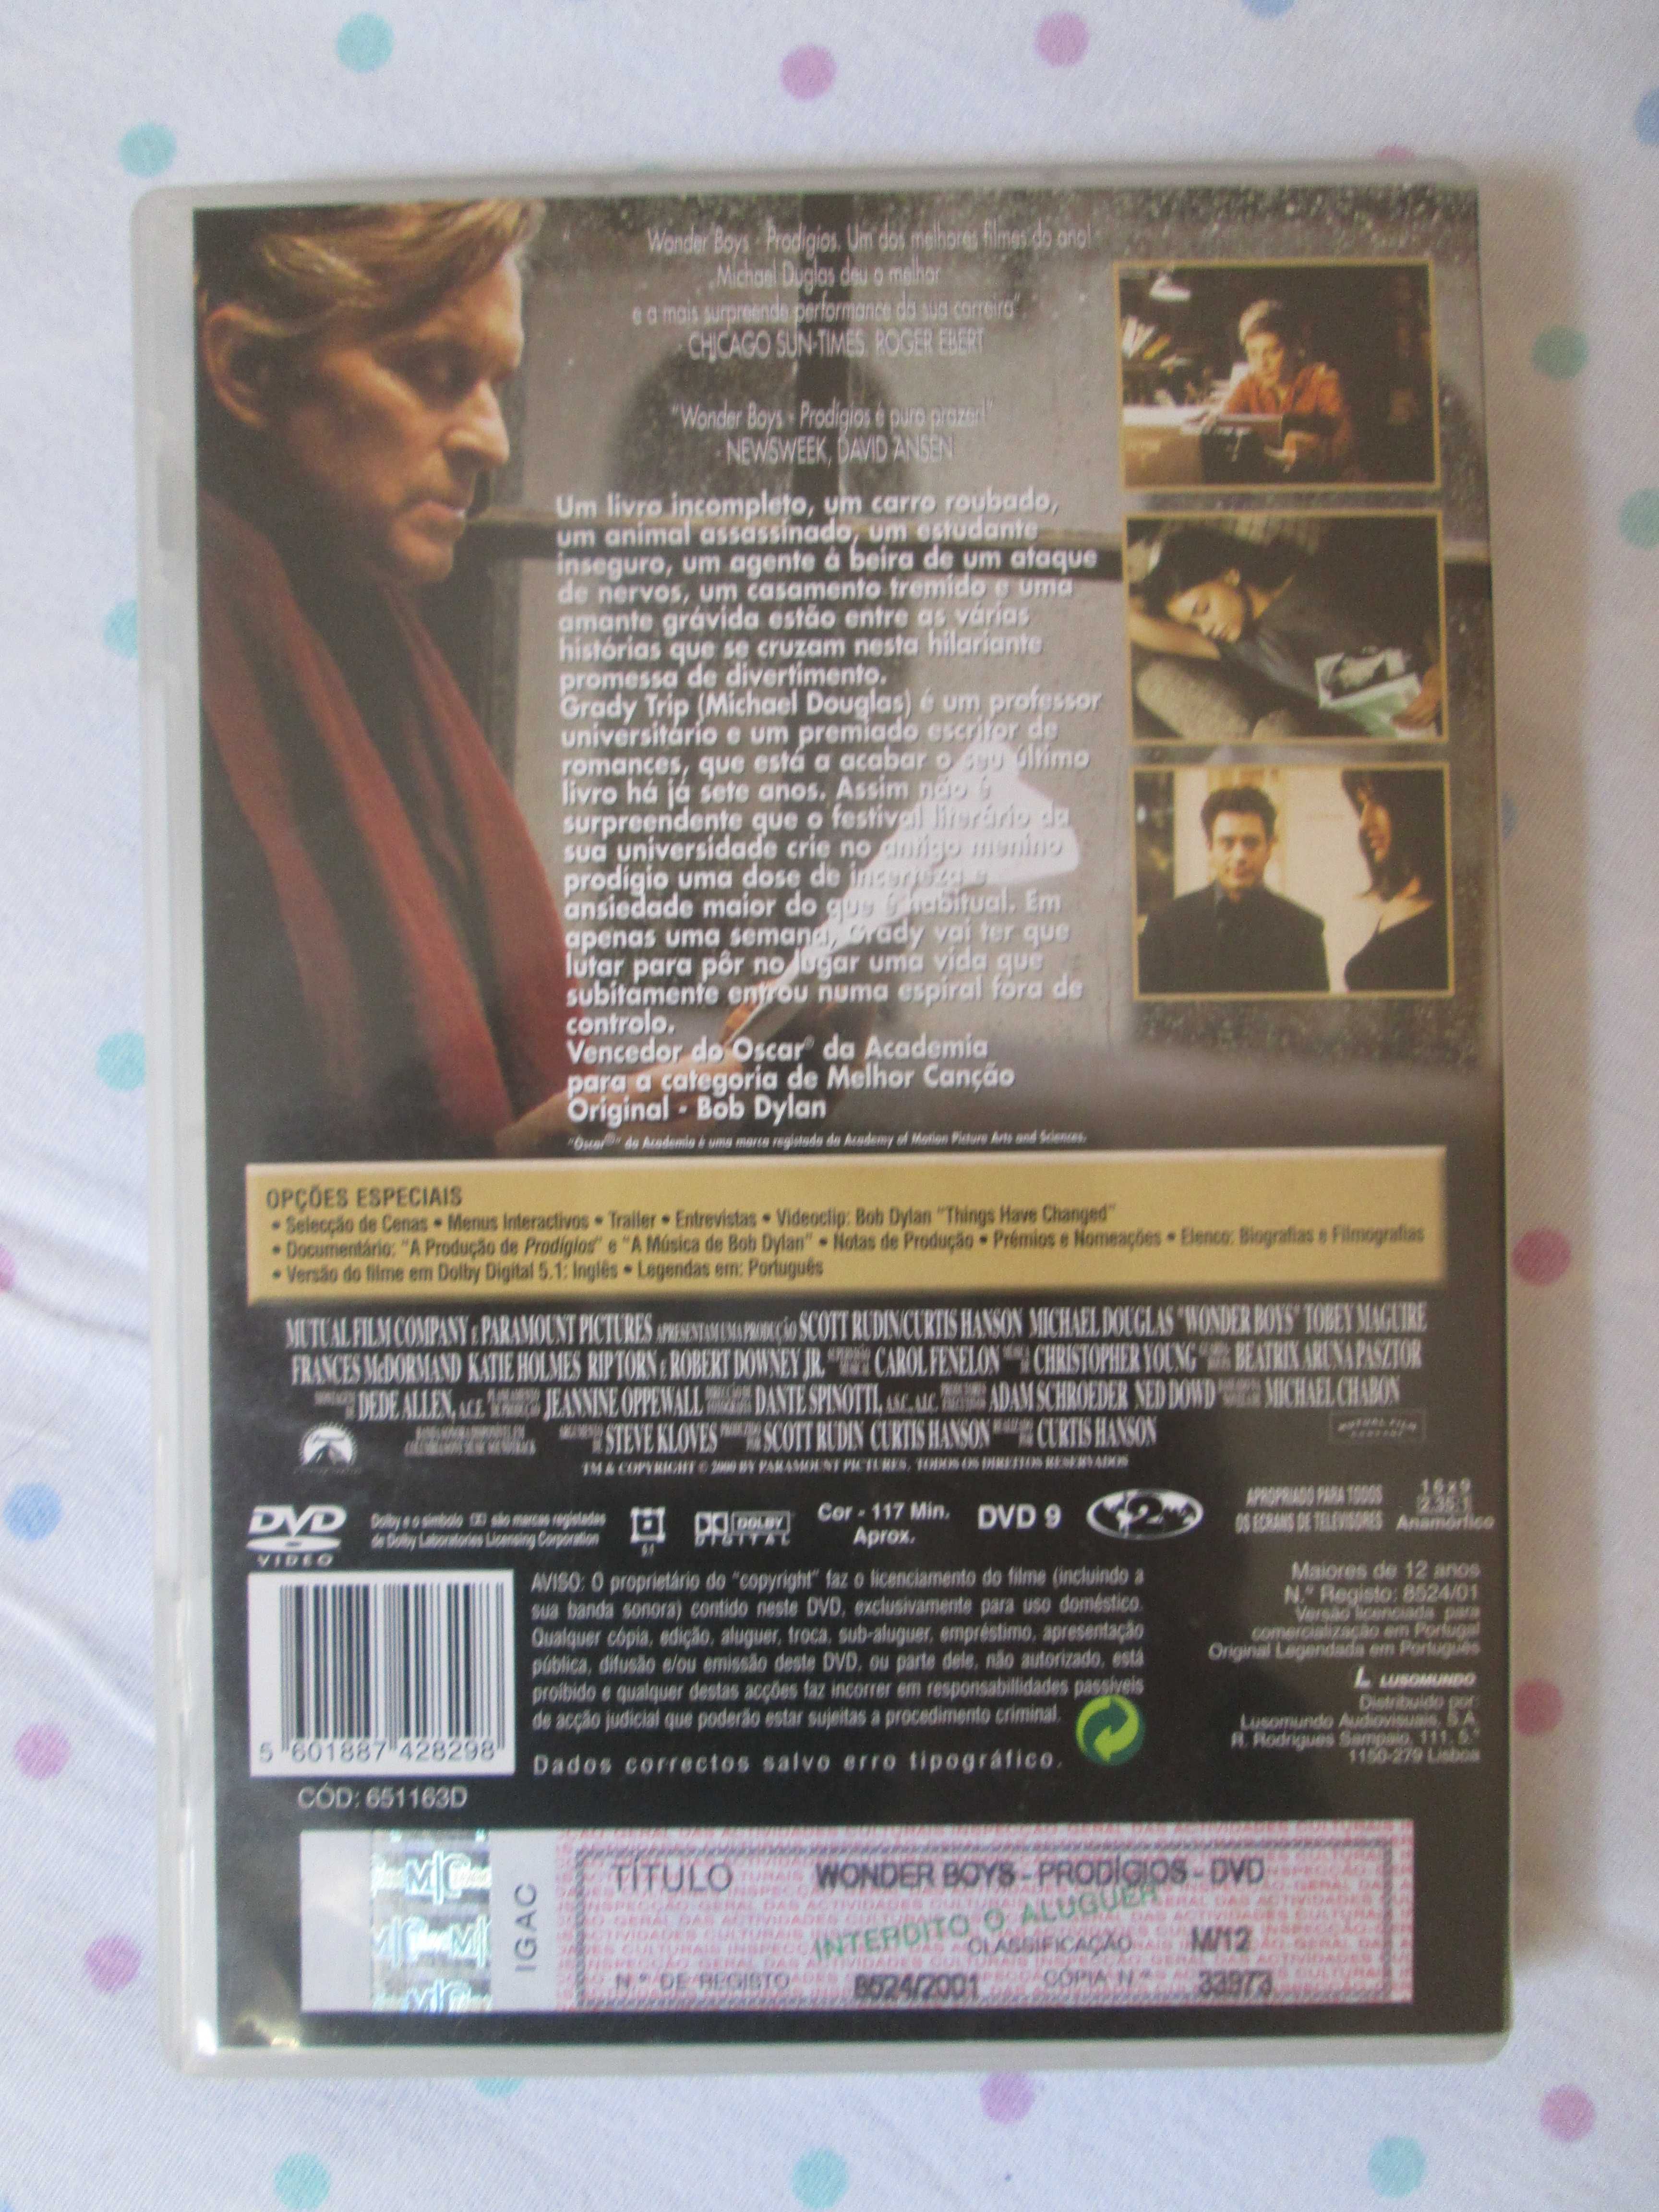 Wonder Boys - Prodígios. Um dos melhores filmes do ano!
Michael Duglas deu o melhor
e a mais surpreende performance da sua carreira".
- CHICAGO SUN-TIMES, ROGER EBERT
"Wonder Boys - Prodígios é puro prazer!"
- NEWSWEEK, DAVID ANSEN
Um livro incompleto, um carro roubado,
um animal assassinado, um estudante
inseguro, um agente à beira de um ataque
de nervos, um casamento tremido e uma
amante grávida estão entre as várias
histórias que se cruzam nesta hilariante
promessa de divertimento.
Grady Trip (Michael Douglas) é um professor
universitário e um premiado escritor de
romances, que está a acabar o seu último
livro há já sete anos. Assim não é
surpreendente que o festival literário da
sua universidade crie no antigo menino
prodígio uma dose de incerteza e
ansiedade maior do que é habitual. Em
apenas uma semana, Grady vai ter que
lutar para pôr no lugar uma vida que
subitamente entrou numa espiral fora de
controlo.
Vencedor do Oscar® da Academia
para a categoria de Melhor Canção
Original - Bob Dylan
"Oscar®" da Academia é uma marca registada da Academy of Motion Picture Arts and Sciences.
OPÇÕES ESPECIAIS
• Selecção de Cenas • Menus Interactivos • Trailer • Entrevistas • Videoclip: Bob Dylan "Things Have Changed"
• Documentário: "A Produção de Prodígios" e "A Música de Bob Dylan" • Notas de Produção • Prémios e Nomeações • Elenco: Biografias e Filmografias
• Versão do filme em Dolby Digital 5.1: Inglês • Legendas em: Português
MUTUAL FILM COMPANY E PARAMOUNT PICTURES APRESENTAM UMA PRODUÇÃO SCOTT RUDIN/CURTIS HANSON MICHAEL DOUGLAS "WONDER BOYS" TOBEY MAGUIRE
FRANCES McDORMAND KATIE HOLMES RIP TORN E ROBERT DOWNEY JR. CAROL FENELON CHRISTOPHER YOUNG BEATRIX ARUNA PASZTOR
DEDE ALLEN, A.C.E. JEANNINE OPPEWALL DANTE SPINOTTI, A.S.C., A.I.C. ADAM SCHROEDER NED DOWD MICHAEL CHABON
STEVE KLOVES SCOTT RUDIN CURTIS HANSON CURTIS HANSON
MUTUAL FILM COMPANY
TM & COPYRIGHT © 2000 BY PARAMOUNT PICTURES. TODOS OS DIREITOS RESERVADOS
DVD VIDEO
Dolby e o símbolo são marcas registadas
de Dolby Laboratories Licensing Corporation
5.1
DOLBY DIGITAL
Cor - 117 Min.
Aprox.
DVD 9
2
APROPRIADO PARA TODOS
OS ECRANS DE TELEVISORES
16x9
2.35:1
Anamórfico
AVISO: O proprietário do "copyright" faz o licenciamento do filme (incluindo a
sua banda sonora) contido neste DVD, exclusivamente para uso doméstico.
Qualquer cópia, edição, aluguer, troca, sub-aluguer, empréstimo, apresentação
pública, difusão e/ou emissão deste DVD, ou parte dele, não autorizado, está
proibido e qualquer destas acções faz incorrer em responsabilidades passíveis
de acção judicial que poderão estar sujeitas a procedimento criminal.
Dados correctos salvo erro tipográfico.
Maiores de 12 anos
N.º Registo: 8524/01
Versão licenciada para
comercialização em Portugal
Original Legendada em Português
LUSOMUNDO
Distribuído por:
Lusomundo Audiovisuais, S.A.
R. Rodrigues Sampaio, 111, 5.º
1150-279 Lisboa
5 601887 428298
CÓD: 651163D
IGAC
TÍTULO WONDER BOYS - PRODÍGIOS - DVD
INTERDITO O ALUGUER
CLASSIFICAÇÃO M/12
N.º DE REGISTO 8524/2001 CÓPIA N.º 33973